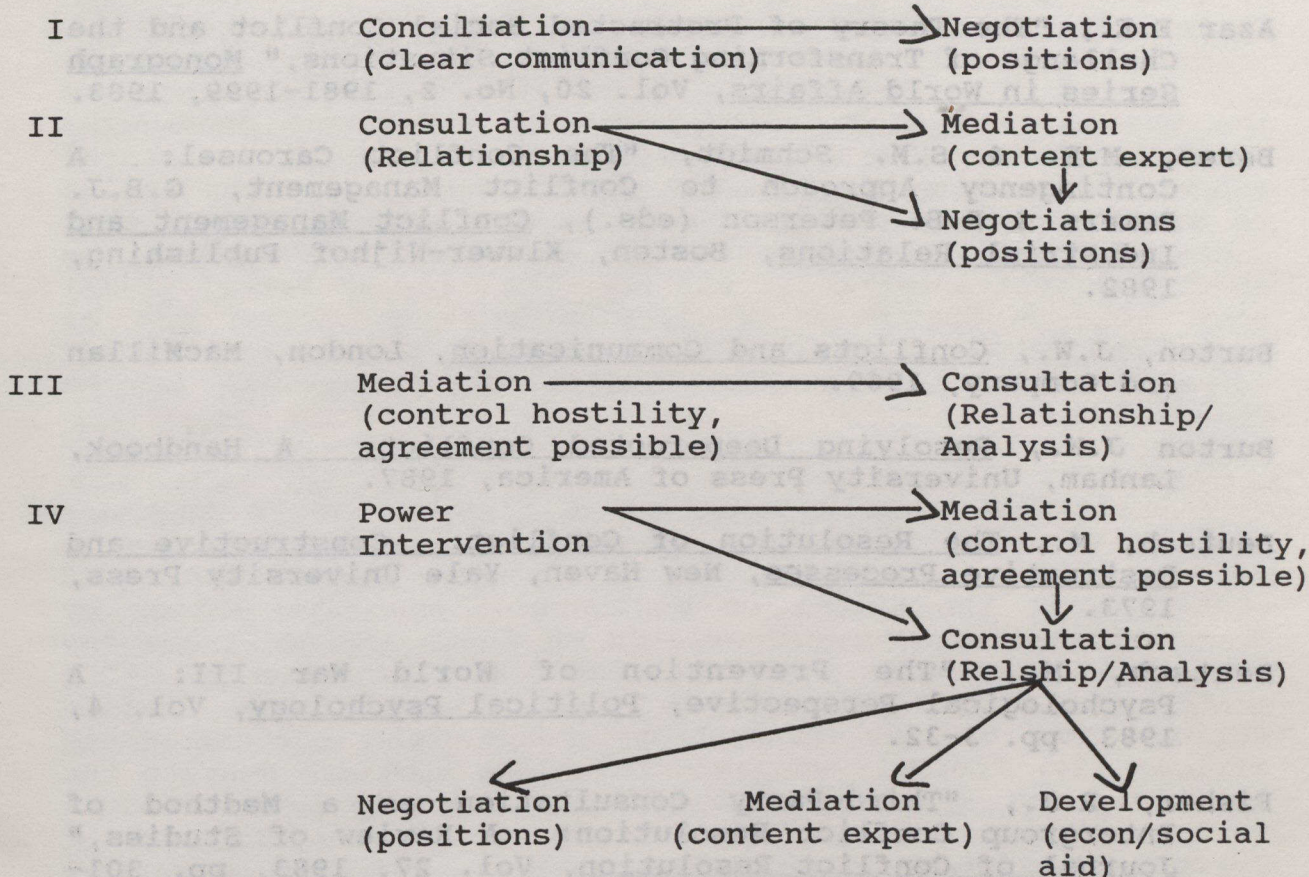 I Conciliation Negotiation
(clear communication) (positions)
II Consultation Mediation
(Relationship) (content expert)
Negotiations
(positions)
III Mediation Consultation
(control hostility, (Relationship/
agreement possible) Analysis)
IV Power Mediation
Intervention (control hostility,
agreement possible)
Consultation
(Relship/Analysis)
Negotiation Mediation Development
(positions) (content expert) (econ/social
aid)